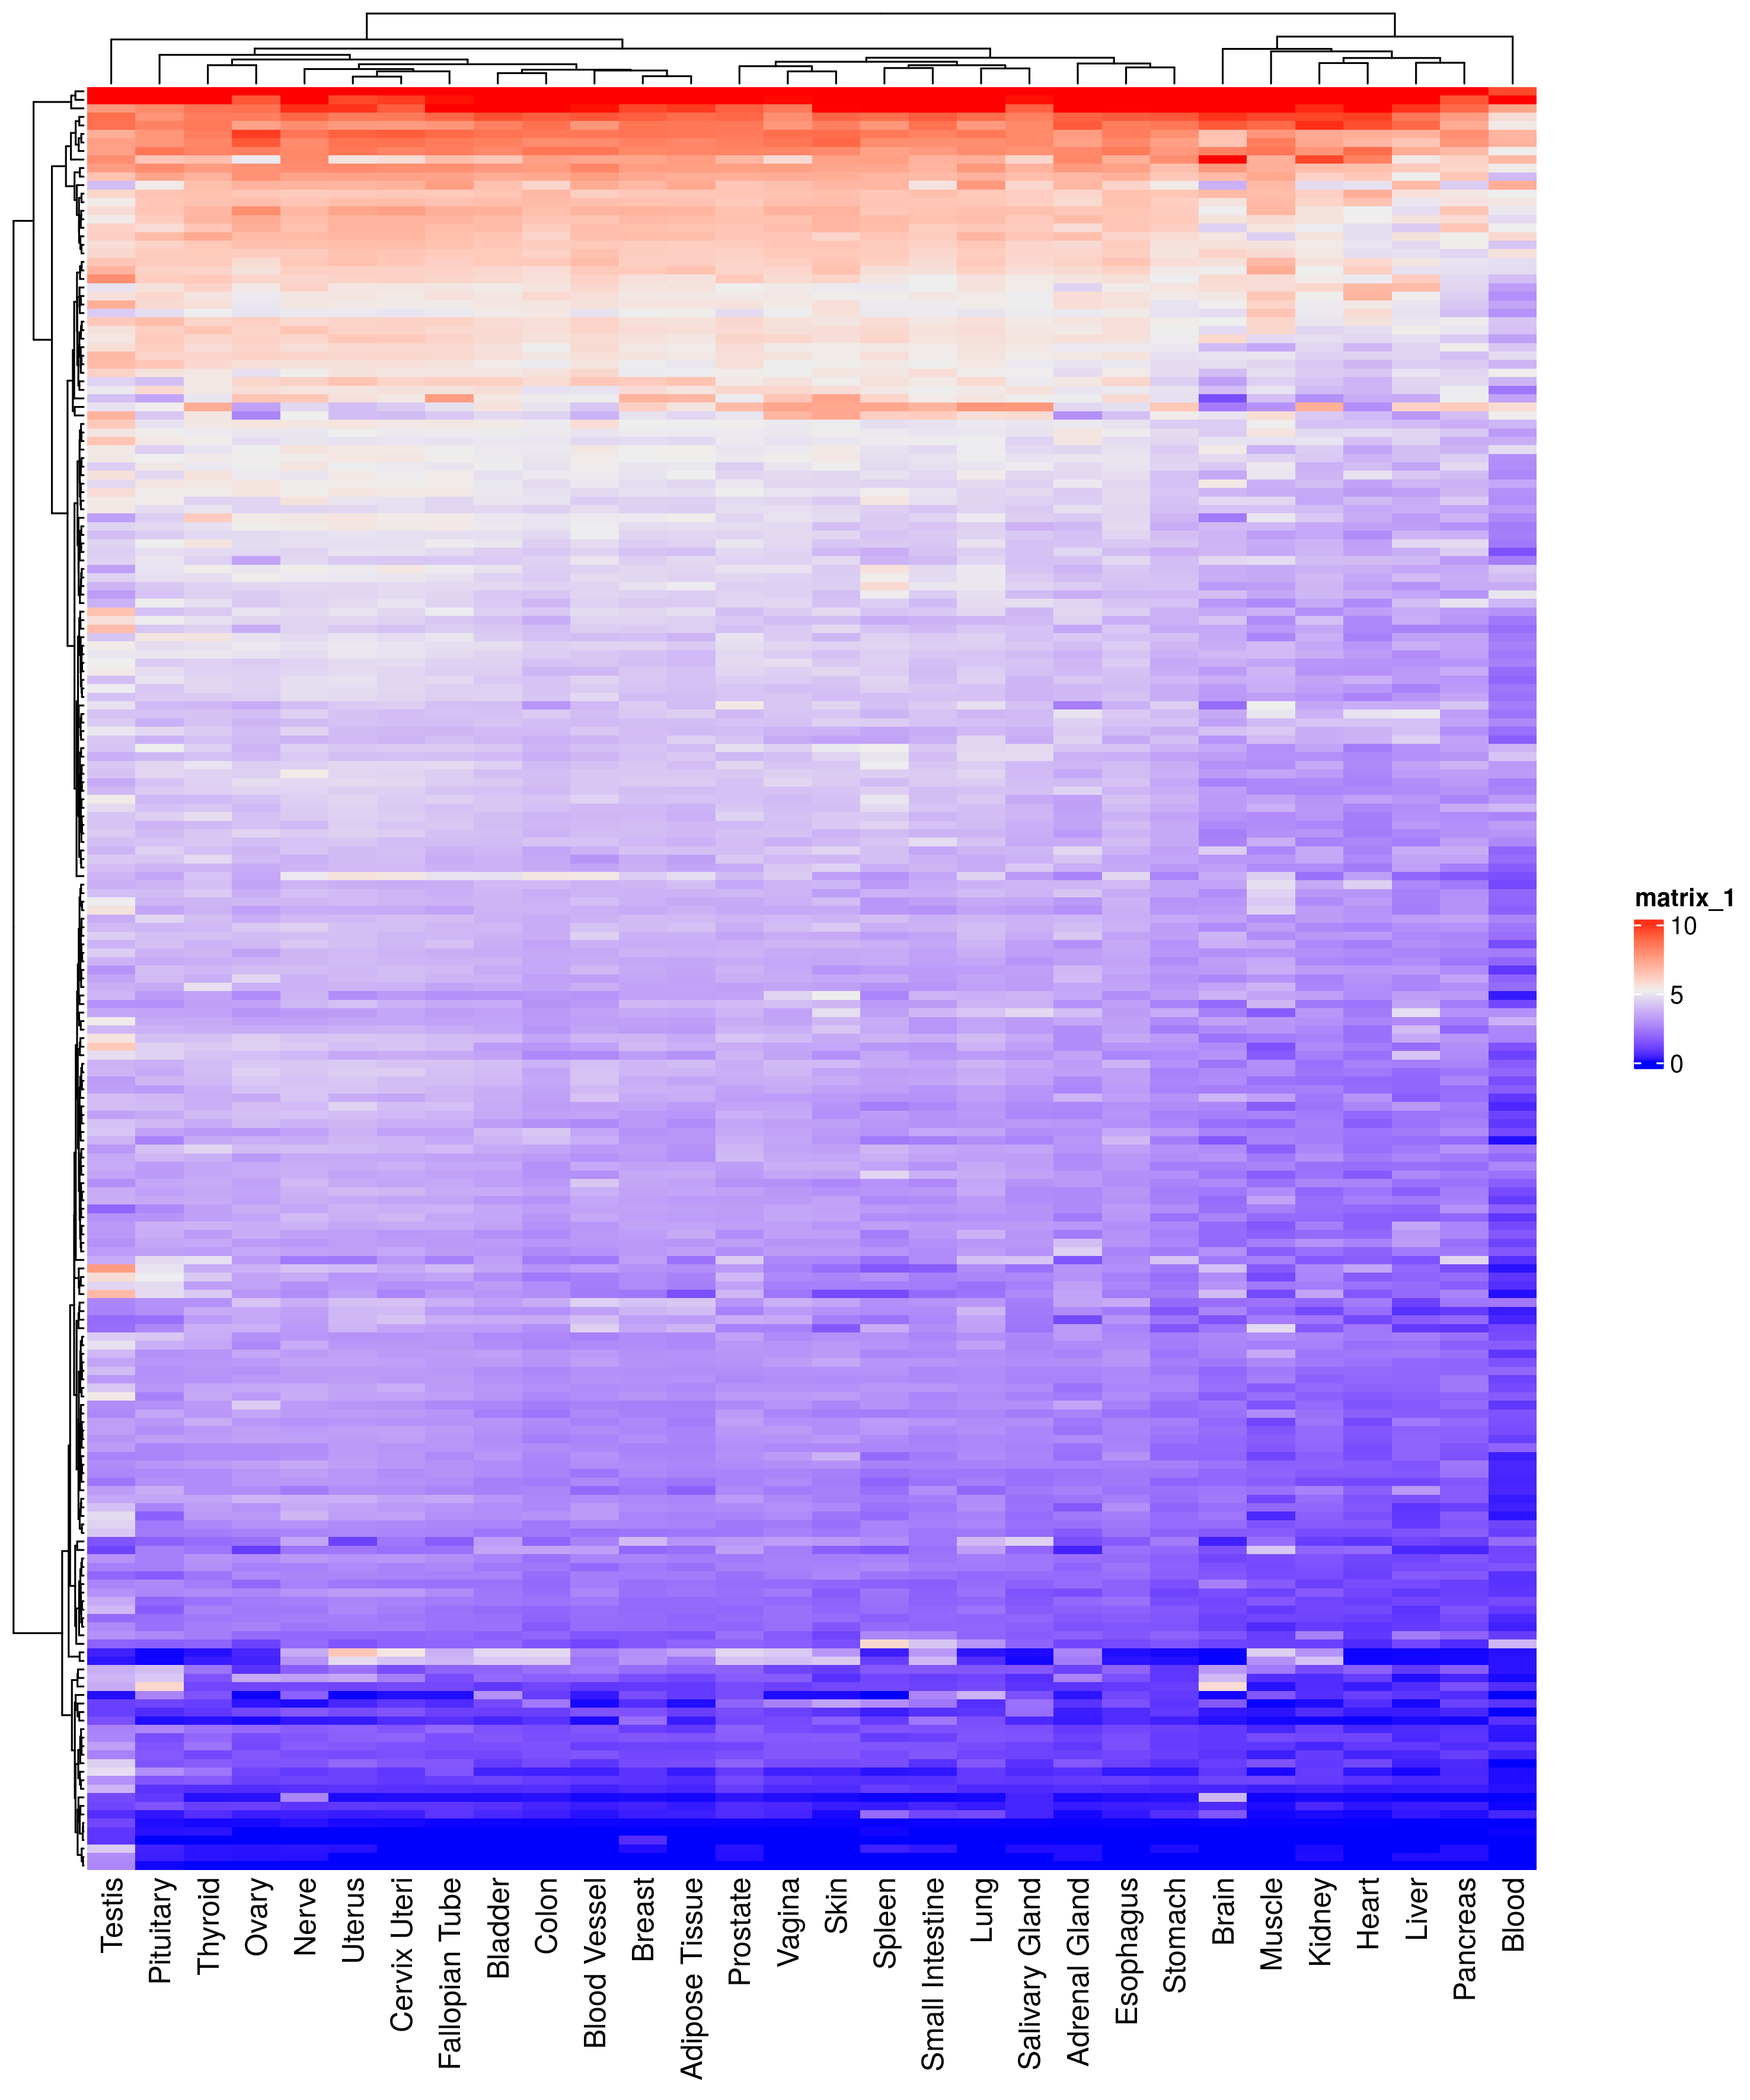 matrix_1
10
5
0
Testis
Pituitary
Thyroid
Ovary
Nerve
Uterus
Cervix Uteri
Fallopian Tube
Bladder
Colon
Blood Vessel
Breast
Adipose Tissue
Prostate
Vagina
Skin
Spleen
Small Intestine
Lung
Salivary Gland
Adrenal Gland
Esophagus
Stomach
Brain
Muscle
Kidney
Heart
Liver
Pancreas
Blood